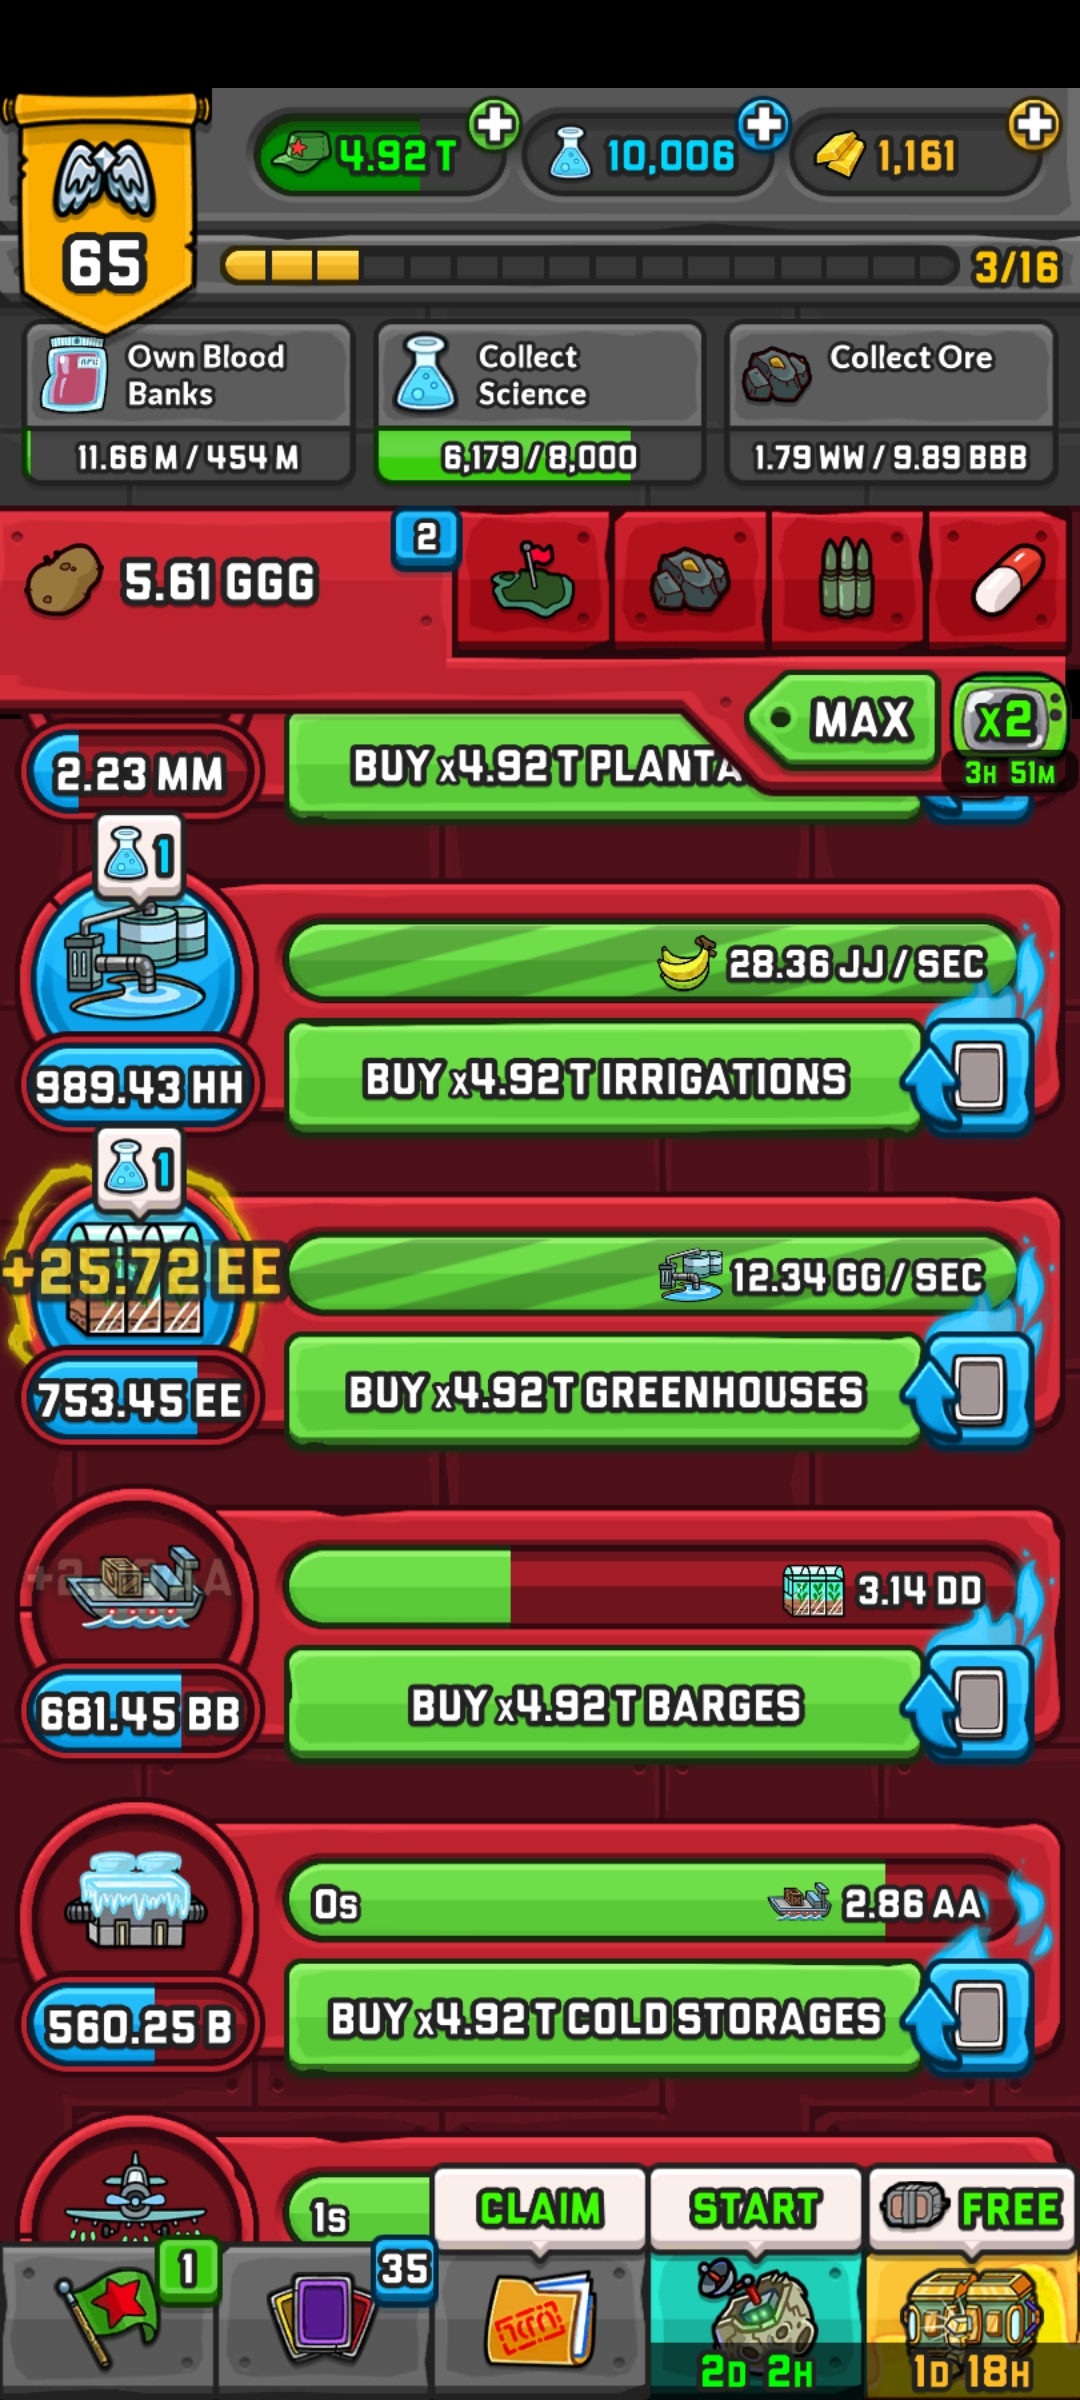 4.92 T
10,006
1,161
65
3/16
Own Blood
Banks
11.66 M / 454 M
Collect
Science
6,179 / 8,000
Collect Ore
1.79 WW / 9.89 BBB
5.61 GGG
2
MAX
x2
3H 51M
2.23 MM
BUY x4.92 T PLANTA
1
28.36 JJ / SEC
989.43 HH
BUY x4.92 T IRRIGATIONS
1
+25.72 EE
12.34 GG / SEC
753.45 EE
BUY x4.92 T GREENHOUSES
3.14 DD
681.45 BB
BUY x4.92 T BARGES
0s
2.86 AA
560.25 B
BUY x4.92 T COLD STORAGES
1s
CLAIM
START
FREE
1
35
2D 2H
1D 18H